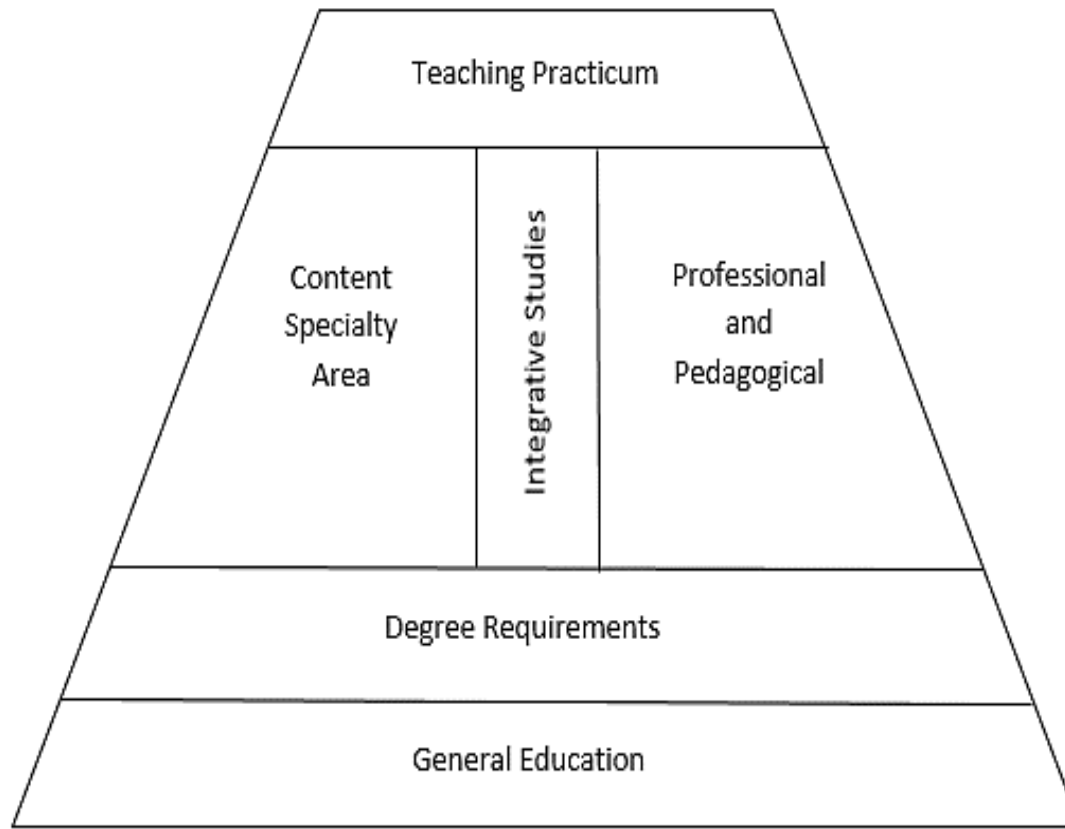 Teaching Practicum
Content
Specialty
Area
Integrative Studies
Professional
and
Pedagogical
Degree Requirements
General Education